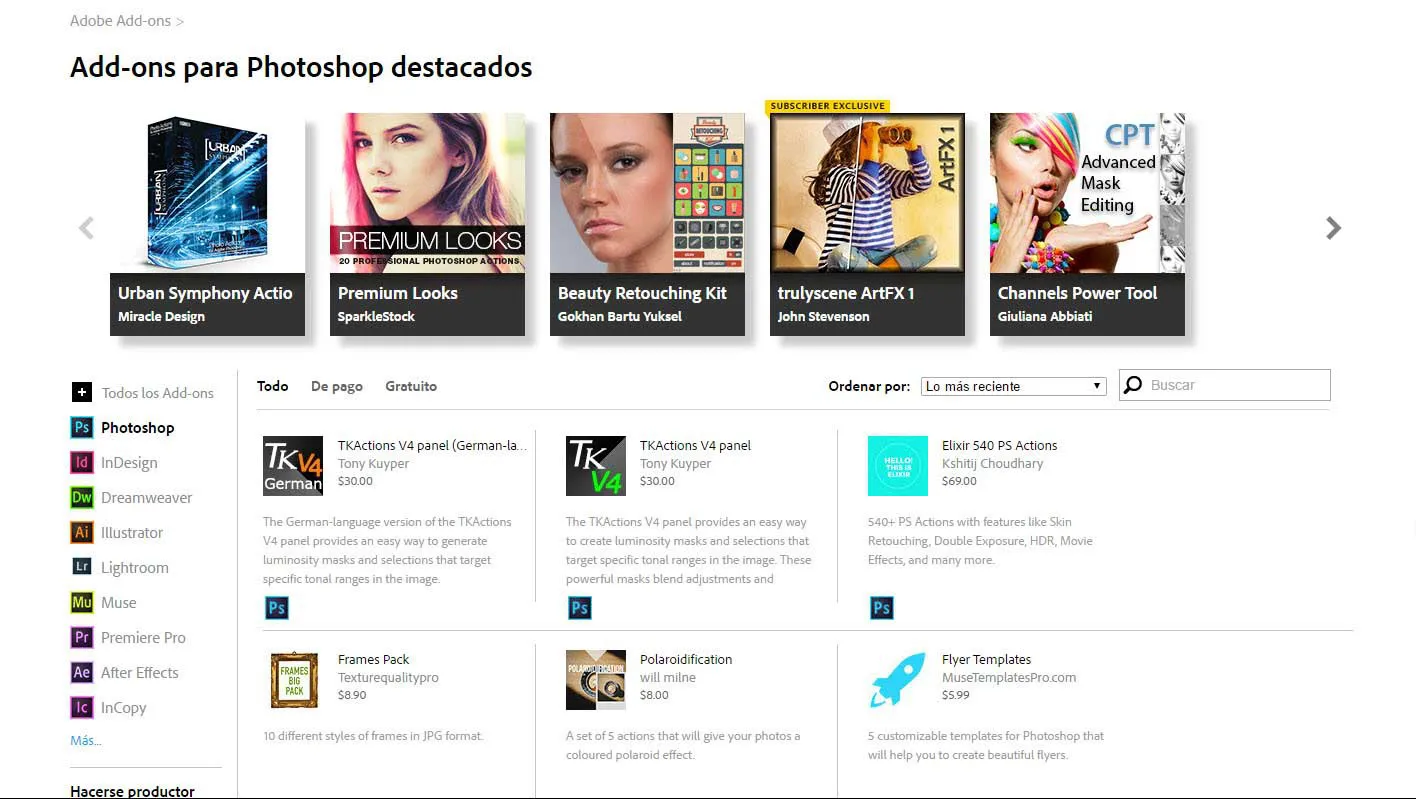 Adobe Add-ons >
Add-ons para Photoshop destacados
SUBSCRIBER EXCLUSIVE
URBAN
PREMIUM LOOKS
20 PROFESSIONAL PHOTOSHOP ACTIONS
RETOUCHING
ArtFX 1
CPT
Advanced
Mask
Editing
Urban Symphony Actio
Miracle Design
Premium Looks
SparkleStock
Beauty Retouching Kit
Gokhan Bartu Yuksel
trulyscene ArtFX 1
John Stevenson
Channels Power Tool
Giuliana Abbiati
Todos los Add-ons
Ps Photoshop
Id InDesign
Dw Dreamweaver
Ai Illustrator
Lr Lightroom
Mu Muse
Pr Premiere Pro
Ae After Effects
Ic InCopy
Más...
Hacerse productor
Todo De pago Gratuito
Ordenar por: Lo más reciente
Buscar
TK V4
German
TKActions V4 panel (German-la...
Tony Kuyper
$30.00
The German-language version of the TKActions
V4 panel provides an easy way to generate
luminosity masks and selections that target
specific tonal ranges in the image.
Ps
TK V4
TKActions V4 panel
Tony Kuyper
$30.00
The TKActions V4 panel provides an easy way
to create luminosity masks and selections that
target specific tonal ranges in the image. These
powerful masks blend adjustments and
Ps
HELLO!
THIS IS
ELIXIR
Elixir 540 PS Actions
Kshitij Choudhary
$69.00
540+ PS Actions with features like Skin
Retouching, Double Exposure, HDR, Movie
Effects, and many more.
Ps
FRAMES
BIG
PACK
Frames Pack
Texturequalitypro
$8.90
10 different styles of frames in JPG format.
POLAROIDIFICATION
Polaroidification
will milne
$8.00
A set of 5 actions that will give your photos a
coloured polaroid effect.
Flyer Templates
MuseTemplatesPro.com
$5.99
5 customizable templates for Photoshop that
will help you to create beautiful flyers.